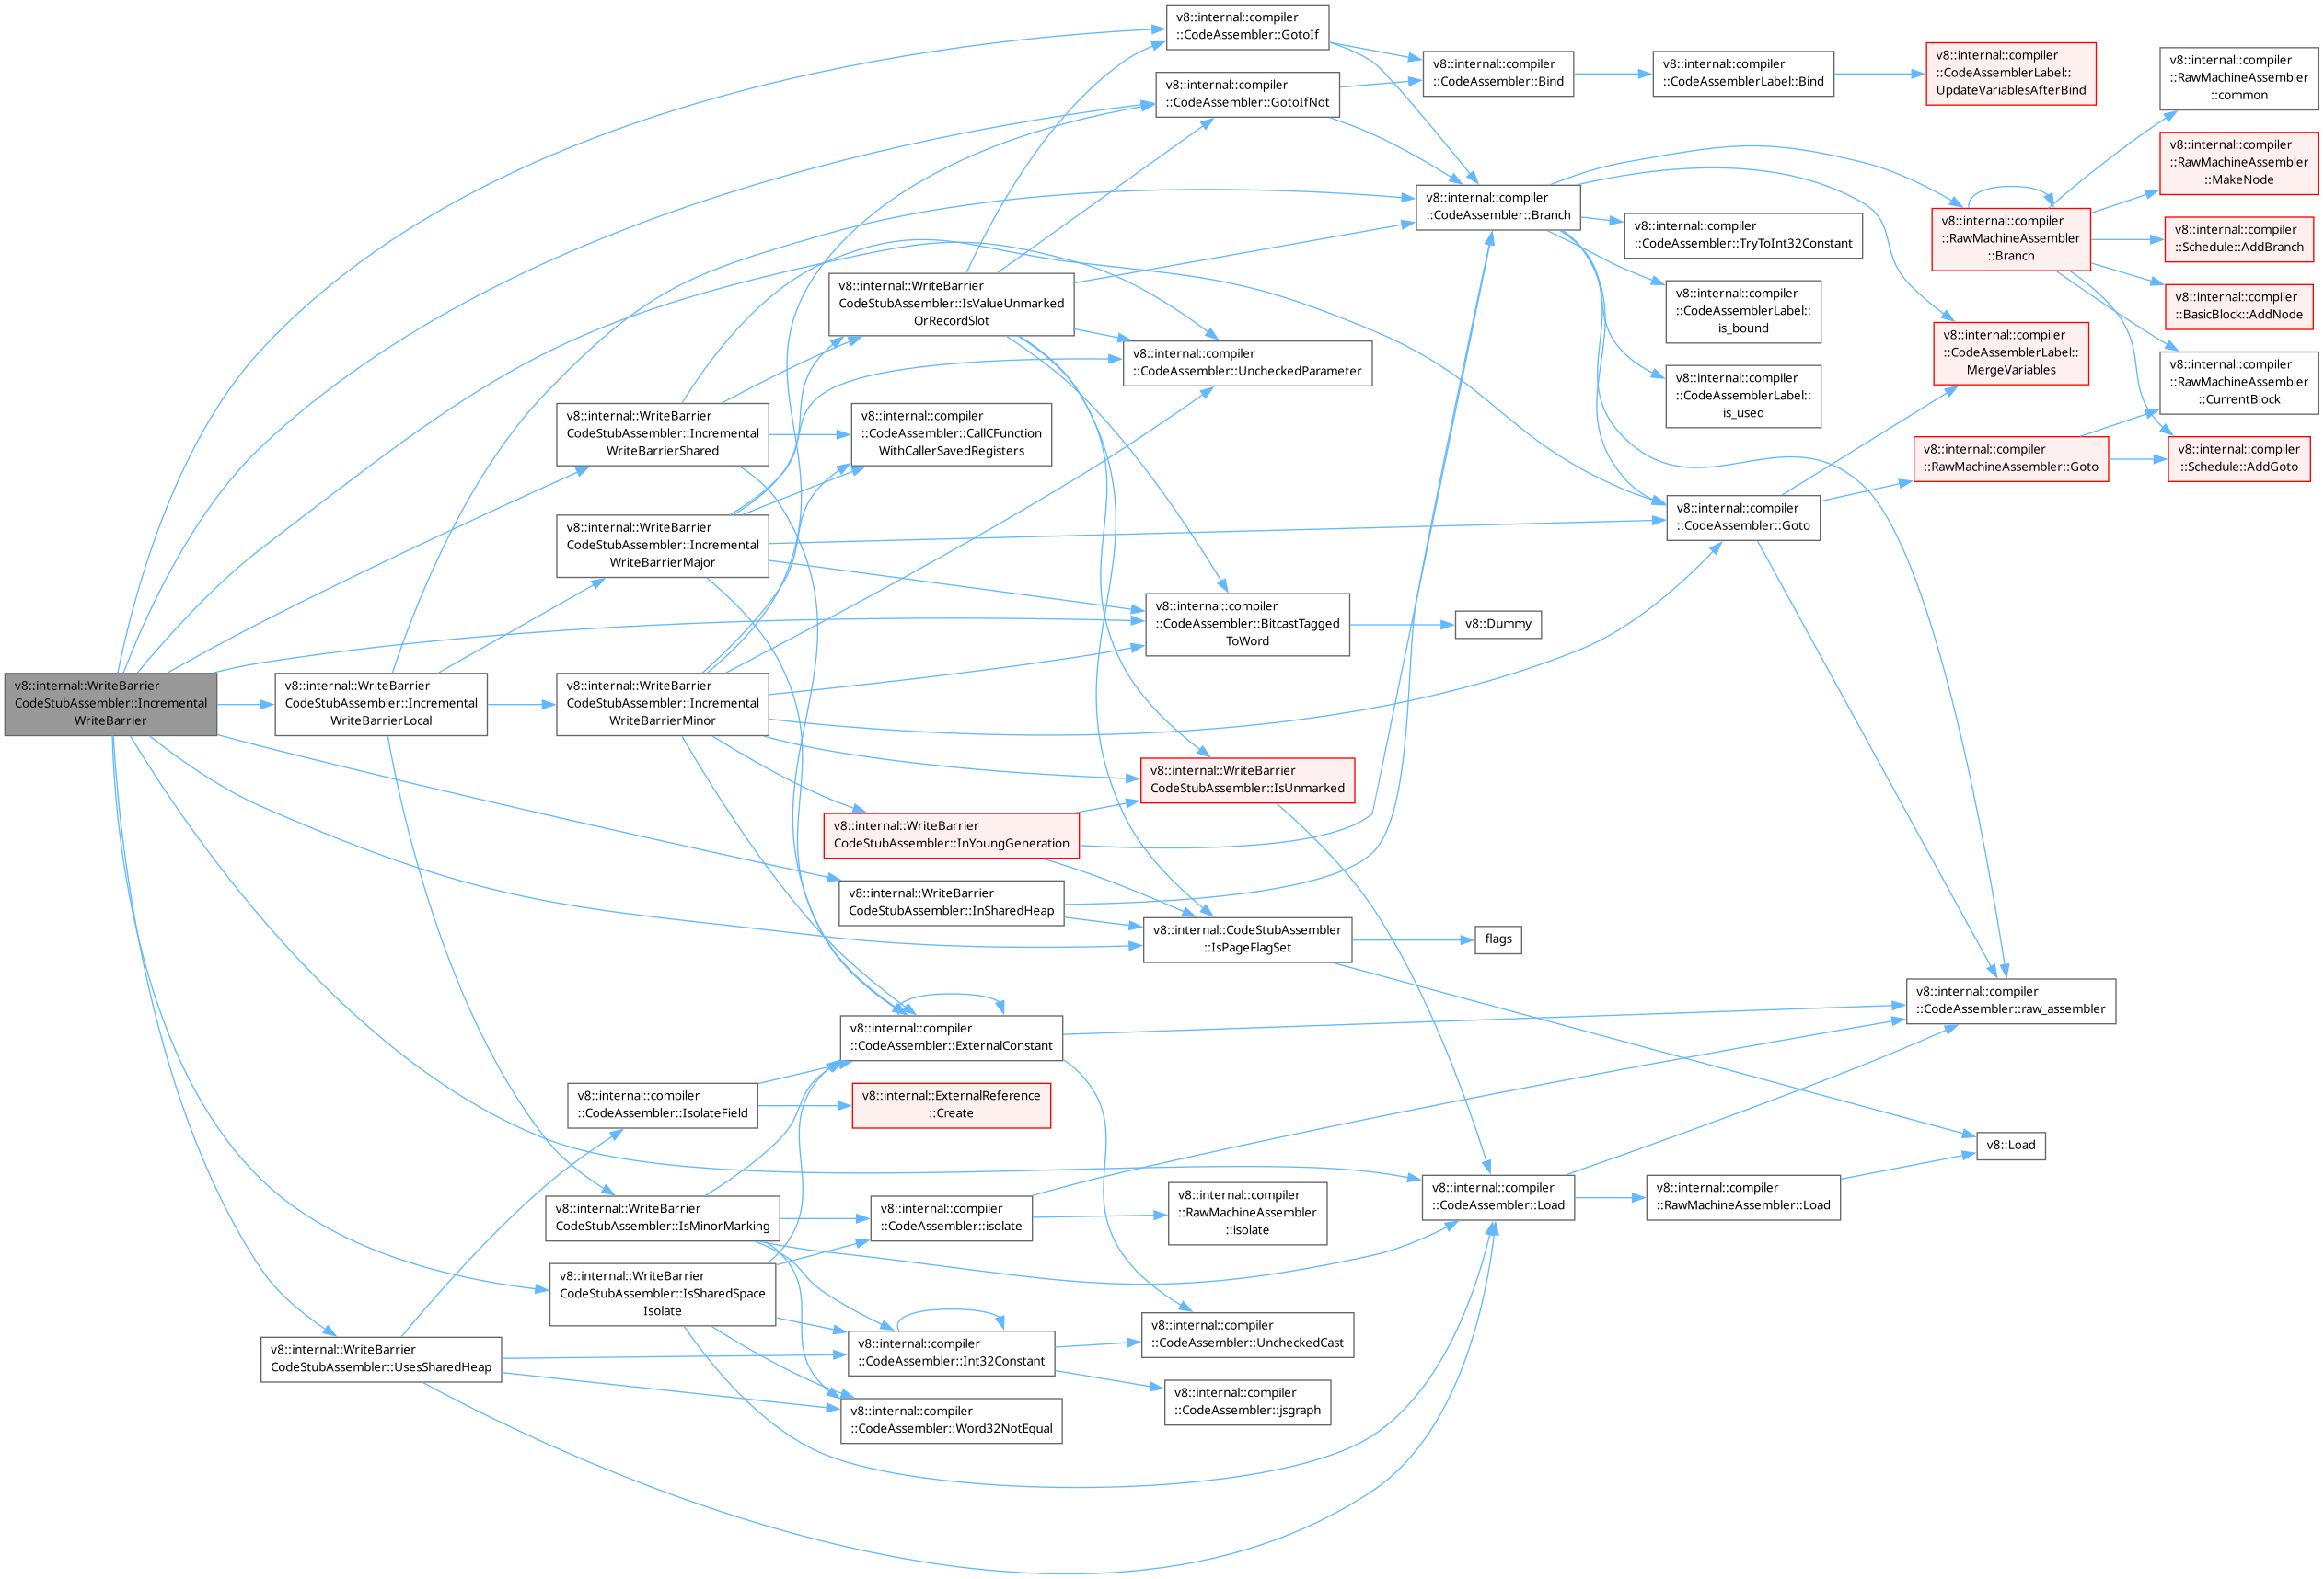 v8::internal::WriteBarrier
CodeStubAssembler::Incremental
WriteBarrier
v8::internal::WriteBarrier
CodeStubAssembler::Incremental
WriteBarrierLocal
v8::internal::WriteBarrier
CodeStubAssembler::UsesSharedHeap
v8::internal::WriteBarrier
CodeStubAssembler::Incremental
WriteBarrierShared
v8::internal::WriteBarrier
CodeStubAssembler::Incremental
WriteBarrierMajor
v8::internal::WriteBarrier
CodeStubAssembler::Incremental
WriteBarrierMinor
v8::internal::compiler
::CodeAssembler::IsolateField
v8::internal::WriteBarrier
CodeStubAssembler::IsMinorMarking
v8::internal::WriteBarrier
CodeStubAssembler::IsSharedSpace
Isolate
v8::internal::WriteBarrier
CodeStubAssembler::IsValueUnmarked
OrRecordSlot
v8::internal::compiler
::CodeAssembler::CallCFunction
WithCallerSavedRegisters
v8::internal::WriteBarrier
CodeStubAssembler::InYoungGeneration
v8::internal::WriteBarrier
CodeStubAssembler::InSharedHeap
v8::internal::compiler
::CodeAssembler::ExternalConstant
v8::internal::ExternalReference
::Create
v8::internal::compiler
::CodeAssembler::isolate
v8::internal::compiler
::CodeAssembler::Int32Constant
v8::internal::compiler
::CodeAssembler::Word32NotEqual
v8::internal::compiler
::CodeAssembler::GotoIf
v8::internal::compiler
::CodeAssembler::GotoIfNot
v8::internal::compiler
::CodeAssembler::UncheckedParameter
v8::internal::compiler
::CodeAssembler::BitcastTagged
ToWord
v8::internal::WriteBarrier
CodeStubAssembler::IsUnmarked
v8::internal::CodeStubAssembler
::IsPageFlagSet
v8::internal::compiler
::RawMachineAssembler
::isolate
v8::internal::compiler
::CodeAssembler::UncheckedCast
v8::internal::compiler
::CodeAssembler::jsgraph
v8::internal::compiler
::CodeAssembler::Bind
v8::internal::compiler
::CodeAssembler::Branch
v8::Dummy
flags
v8::internal::compiler
::CodeAssembler::Load
v8::internal::compiler
::CodeAssemblerLabel::Bind
v8::internal::compiler
::CodeAssembler::TryToInt32Constant
v8::internal::compiler
::CodeAssemblerLabel::
is_bound
v8::internal::compiler
::CodeAssemblerLabel::
is_used
v8::internal::compiler
::CodeAssembler::Goto
v8::internal::compiler
::RawMachineAssembler::Load
v8::internal::compiler
::CodeAssemblerLabel::
UpdateVariablesAfterBind
v8::internal::compiler
::RawMachineAssembler
::Branch
v8::internal::compiler
::CodeAssemblerLabel::
MergeVariables
v8::internal::compiler
::RawMachineAssembler::Goto
v8::internal::compiler
::CodeAssembler::raw_assembler
v8::Load
v8::internal::compiler
::RawMachineAssembler
::common
v8::internal::compiler
::RawMachineAssembler
::MakeNode
v8::internal::compiler
::Schedule::AddBranch
v8::internal::compiler
::BasicBlock::AddNode
v8::internal::compiler
::RawMachineAssembler
::CurrentBlock
v8::internal::compiler
::Schedule::AddGoto